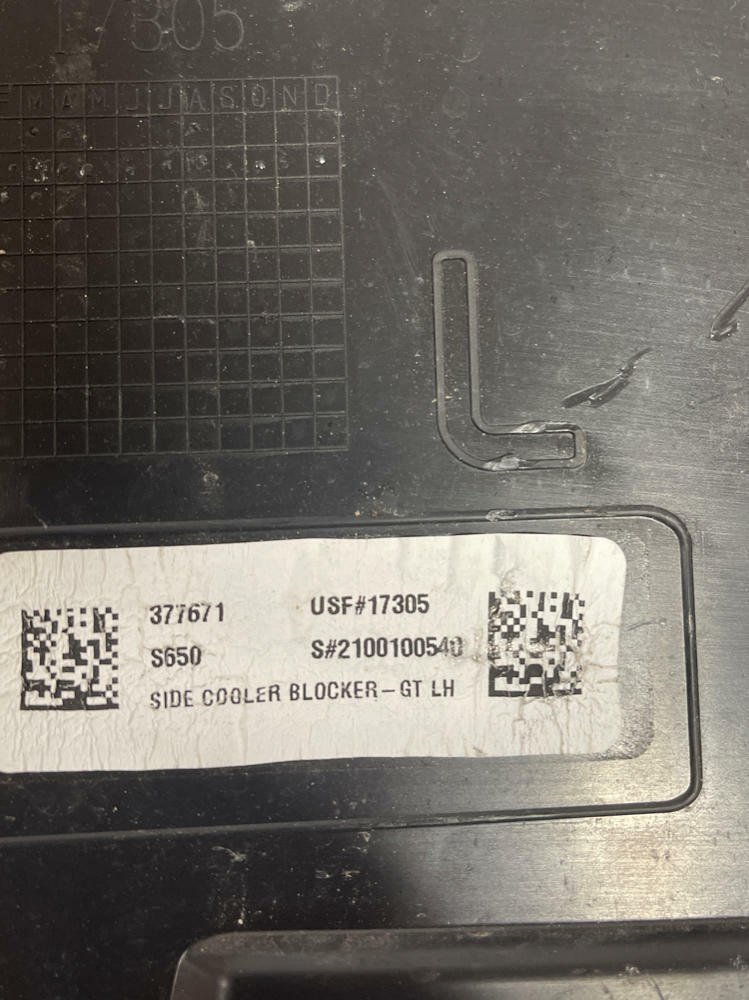 17305
F M A M J J A S O N D
L
377671 USF#17305
S650 S#2100100540
SIDE COOLER BLOCKER-GT LH